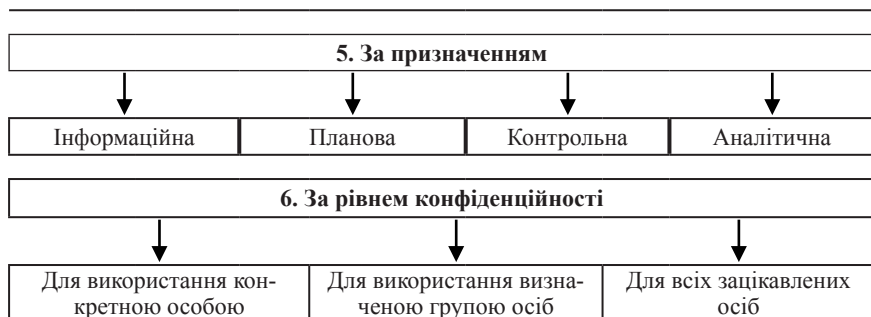 5. За призначенням
Інформаційна Планова Контрольна Аналітична
6. За рівнем конфіденційності
Для використання кон- Для використання визна- Для всіх зацікавлених
кретною особою ченою групою осіб осіб